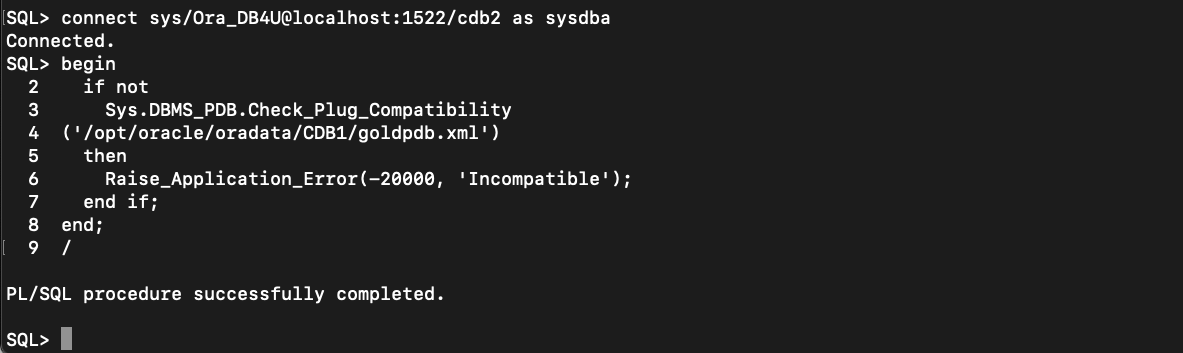 SQL> connect sys/Ora_DB4U@localhost:1522/cdb2 as sysdba
Connected.
SQL> begin
  2    if not
  3      Sys.DBMS_PDB.Check_Plug_Compatibility
  4  ('/opt/oracle/oradata/CDB1/goldpdb.xml')
  5    then
  6      Raise_Application_Error(-20000, 'Incompatible');
  7    end if;
  8  end;
  9  /
PL/SQL procedure successfully completed.
SQL>